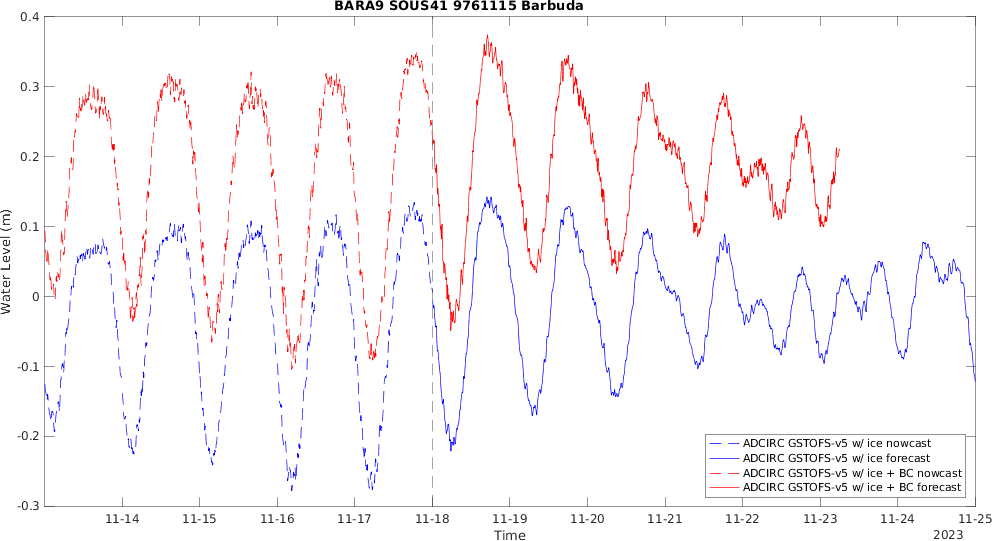 BARA9 SOUS41 9761115 Barbuda
0.4
0.3
0.2
0.1
0
-0.1
-0.2
-0.3
Water Level (m)
ADCIRC GSTOFS-v5 w/ ice nowcast
ADCIRC GSTOFS-v5 w/ ice forecast
ADCIRC GSTOFS-v5 w/ ice + BC nowcast
ADCIRC GSTOFS-v5 w/ ice + BC forecast
11-14 11-15 11-16 11-17 11-18 11-19 11-20 11-21 11-22 11-23 11-24 11-25
Time
2023